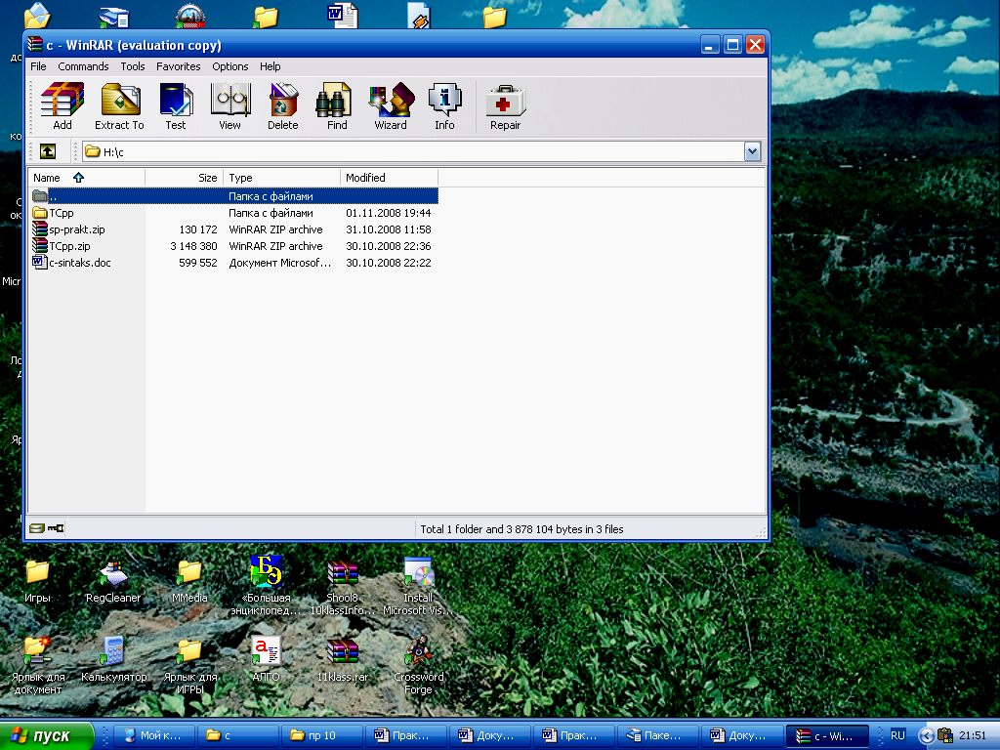 c - WinRAR (evaluation copy)
File Commands Tools Favorites Options Help
Add Extract To Test View Delete Find Wizard Info Repair
H:\c
Name Size Type Modified
.. Папка с файлами
TCpp Папка с файлами 01.11.2008 19:44
sp-prakt.zip 130 172 WinRAR ZIP archive 31.10.2008 11:58
TCpp.zip 3 148 380 WinRAR ZIP archive 30.10.2008 22:36
c-sintaks.doc 599 552 Документ Microsof... 30.10.2008 22:22
Total 1 folder and 3 878 104 bytes in 3 files
Игры RegCleaner MMedia «Большая Shool8 Install
энциклопед... 10klassInfo... Microsoft Vis...
Ярлык для Калькулятор Ярлык для АЛГО 11klass.rar Crossword
документ ИГРЫ Forge
пуск Мой к... c пр 10 Прак... Доку... Прак... Паке... Доку... c - Wi... RU 21:51